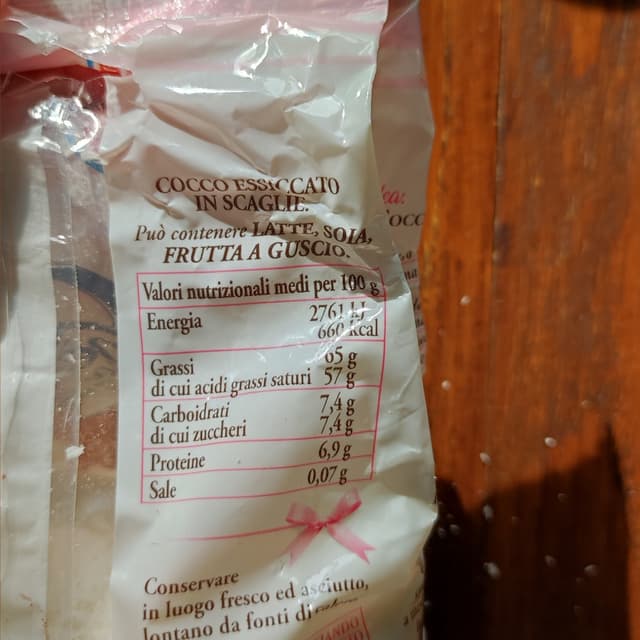 COCCO ESSICCATO
IN SCAGLIE.
Può contenere LATTE, SOIA,
FRUTTA A GUSCIO.
Valori nutrizionali medi per 100 g
Energia 2761 kJ
660 kcal
Grassi 65 g
di cui acidi grassi saturi 57 g
Carboidrati 7,4 g
di cui zuccheri 7,4 g
Proteine 6,9 g
Sale 0,07 g
Conservare
in luogo fresco ed asciutto,
lontano da fonti di